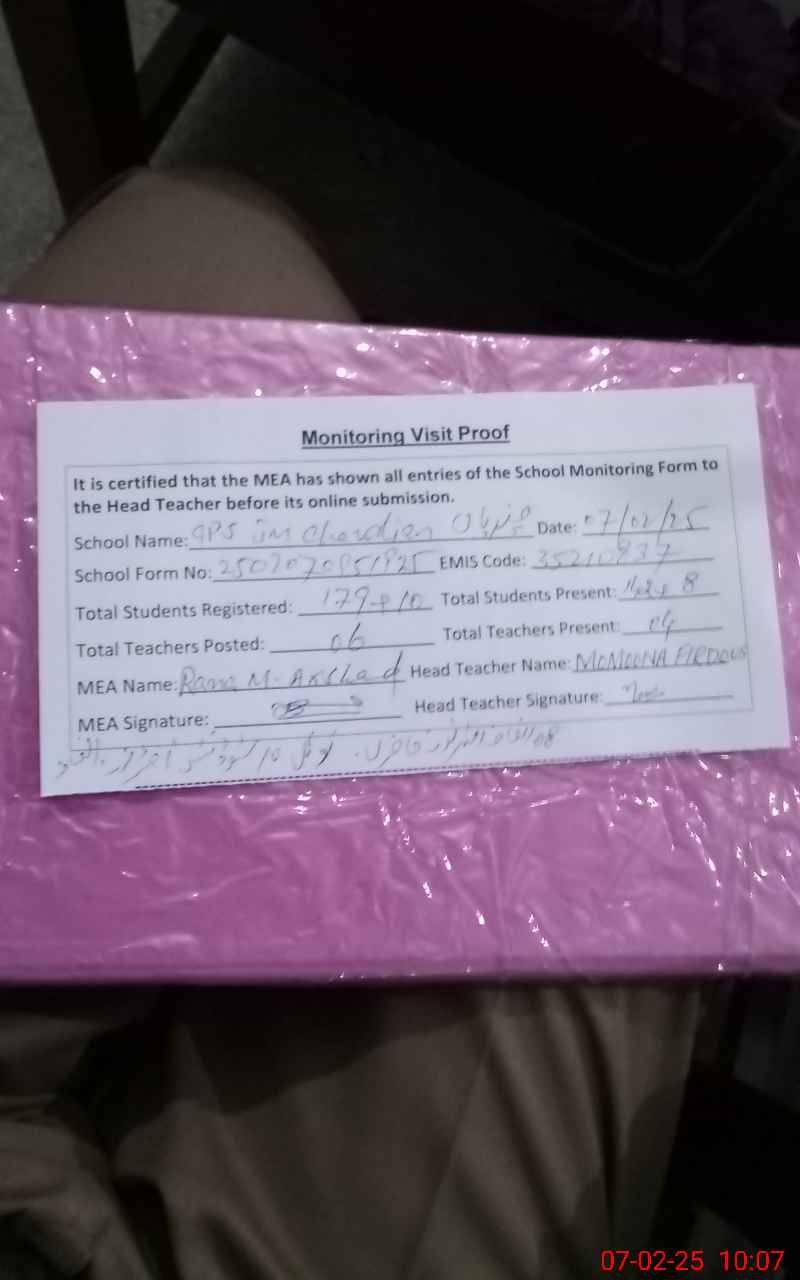 Monitoring Visit Proof
It is certified that the MEA has shown all entries of the School Monitoring Form to
the Head Teacher before its online submission.
School Name: GPS Date: 07/02/25
School Form No: EMIS Code: 35210837
Total Students Registered: 179+10 Total Students Present: 8
Total Teachers Posted: 06 Total Teachers Present: 04
MEA Name: Rana M. Arshad Head Teacher Name: MEMOONA FIRDOUS
MEA Signature: Head Teacher Signature:
07-02-25 10:07